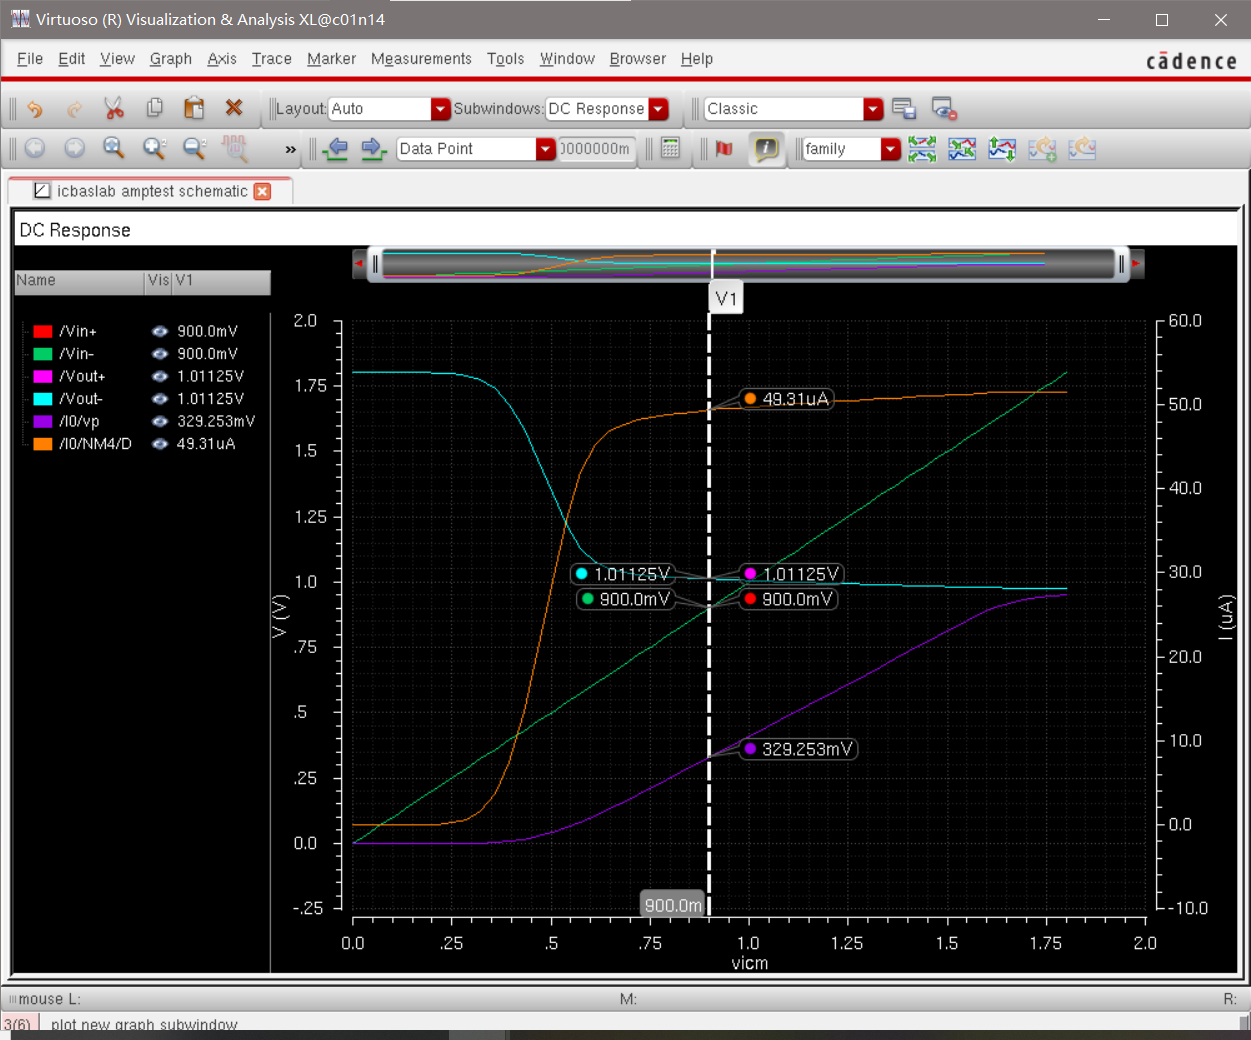 Virtuoso (R) Visualization & Analysis XL@c01n14
File Edit View Graph Axis Trace Marker Measurements Tools Window Browser Help
cādence
Layout: Auto Subwindows: DC Response Classic
» Data Point 0000000m family
icbaslab amptest schematic
DC Response
Name Vis V1
/Vin+ 900.0mV
/Vin- 900.0mV
/Vout+ 1.01125V
/Vout- 1.01125V
/I0/vp 329.253mV
/I0/NM4/D 49.31uA
V1
2.0
1.75
1.5
1.25
1.0
.75
.5
.25
0.0
-.25
V (V)
49.31uA
1.01125V 1.01125V
900.0mV 900.0mV
329.253mV
900.0m
60.0
50.0
40.0
30.0
20.0
10.0
0.0
-10.0
I (uA)
0.0 .25 .5 .75 1.0 1.25 1.5 1.75 2.0
vicm
mouse L: M: R:
3(6) plot new graph subwindow